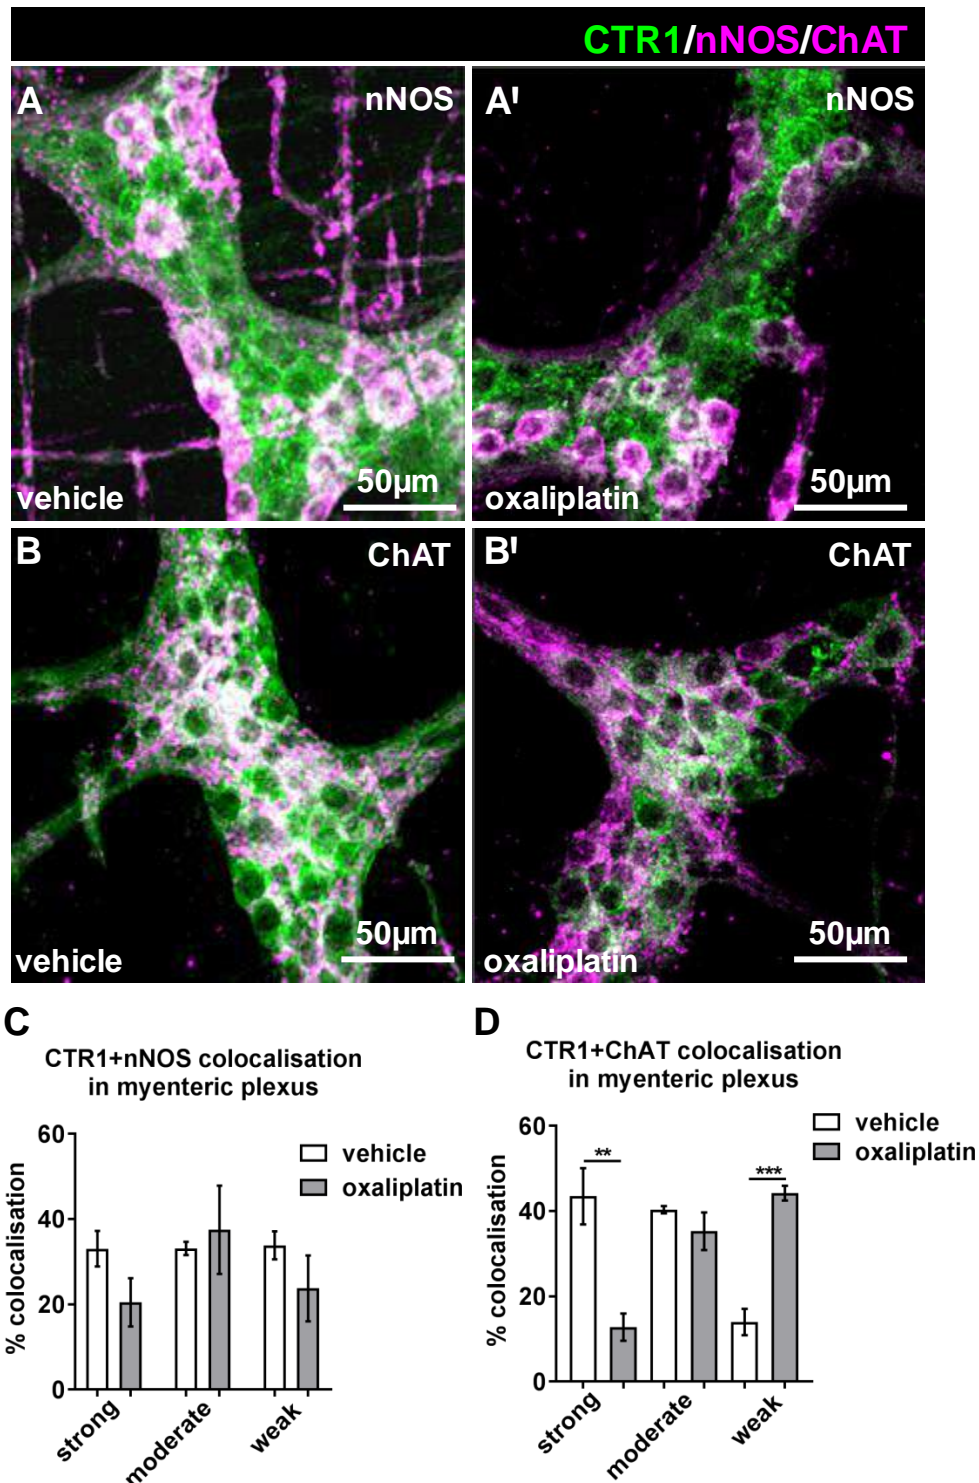 CTR1/nNOS/ChAT
A
nNOS
vehicle
50µm
A'
nNOS
oxaliplatin
50µm
B
ChAT
vehicle
50µm
B'
ChAT
oxaliplatin
50µm
C
CTR1+nNOS colocalisation
in myenteric plexus
% colocalisation
60
40
20
0
vehicle
oxaliplatin
strong
moderate
weak
D
CTR1+ChAT colocalisation
in myenteric plexus
% colocalisation
60
40
20
0
**
***
vehicle
oxaliplatin
strong
moderate
weak